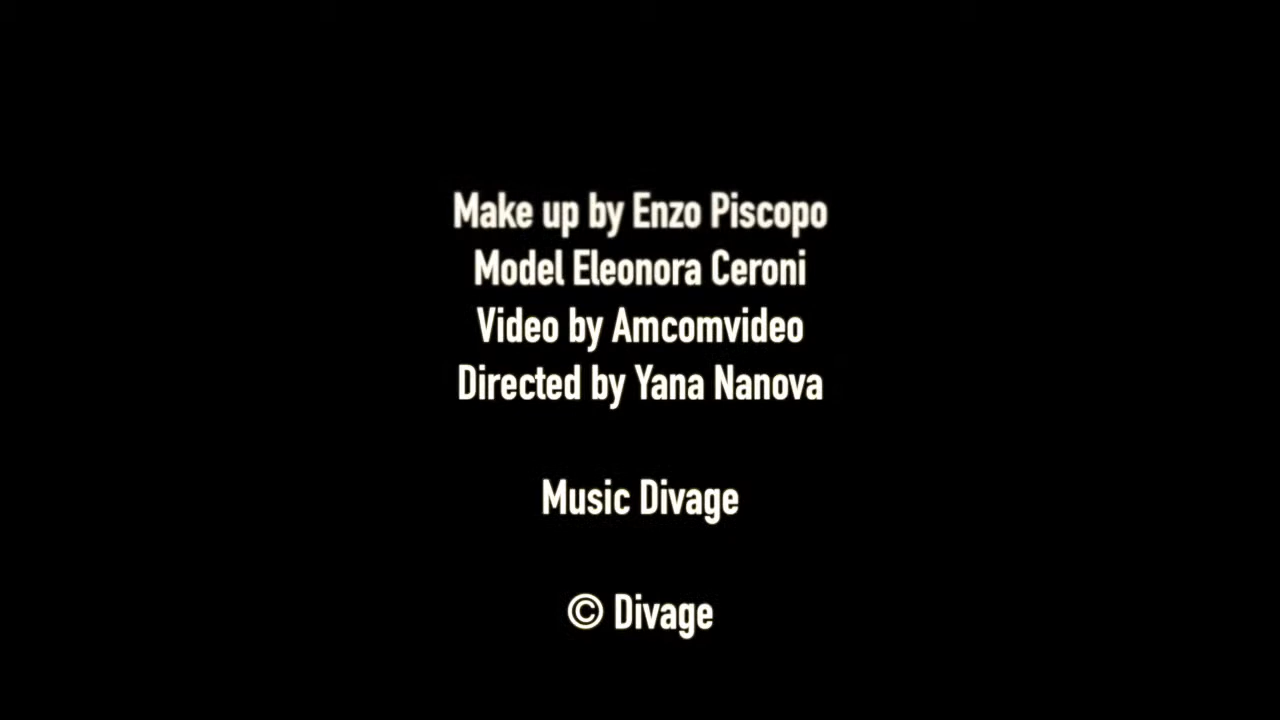 Make up by Enzo Piscopo
Model Eleonora Ceroni
Video by Amcomvideo
Directed by Yana Nanova
Music Divage
© Divage